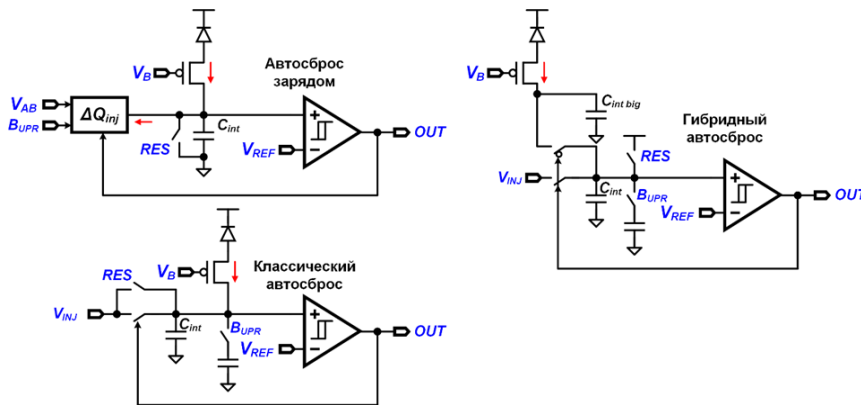 V_B
Автосброс
зарядом
V_AB
B_UPR
ΔQ_inj
RES
C_int
V_REF
+
−
OUT
V_B
Классический
автосброс
RES
V_INJ
C_int
B_UPR
V_REF
+
−
OUT
V_B
C_int big
Гибридный
автосброс
RES
V_INJ
C_int
B_UPR
V_REF
+
−
OUT